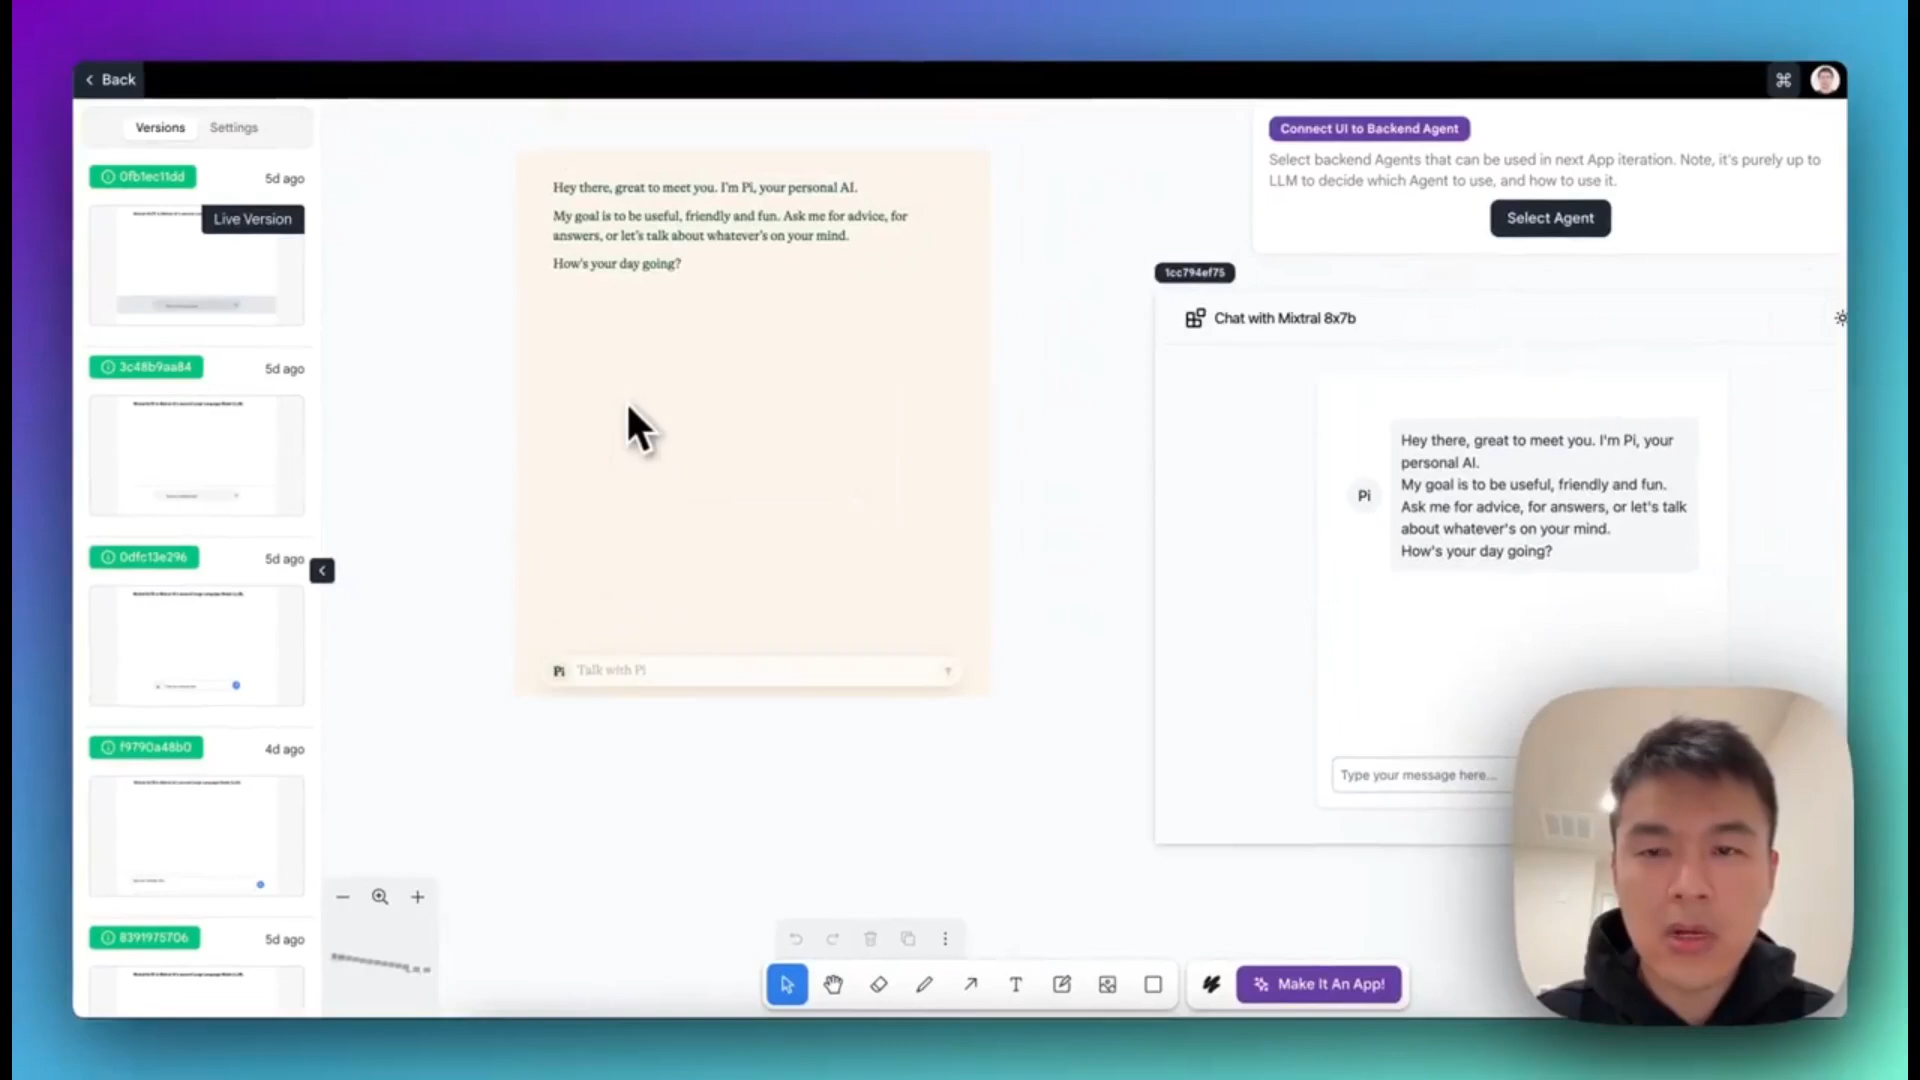 Back
Versions
Settings
0fb1ec11dd
5d ago
Live Version
3c48b9aa84
5d ago
0dfc13e296
5d ago
f9790a48b0
4d ago
8391975706
5d ago
Hey there, great to meet you. I'm Pi, your personal AI.
My goal is to be useful, friendly and fun. Ask me for advice, for
answers, or let's talk about whatever's on your mind.
How's your day going?
Pi Talk with Pi
Connect UI to Backend Agent
Select backend Agents that can be used in next App iteration. Note, it's purely up to
LLM to decide which Agent to use, and how to use it.
Select Agent
1cc794ef75
Chat with Mixtral 8x7b
Pi
Hey there, great to meet you. I'm Pi, your
personal AI.
My goal is to be useful, friendly and fun.
Ask me for advice, for answers, or let's talk
about whatever's on your mind.
How's your day going?
Type your message here...
T
Make It An App!